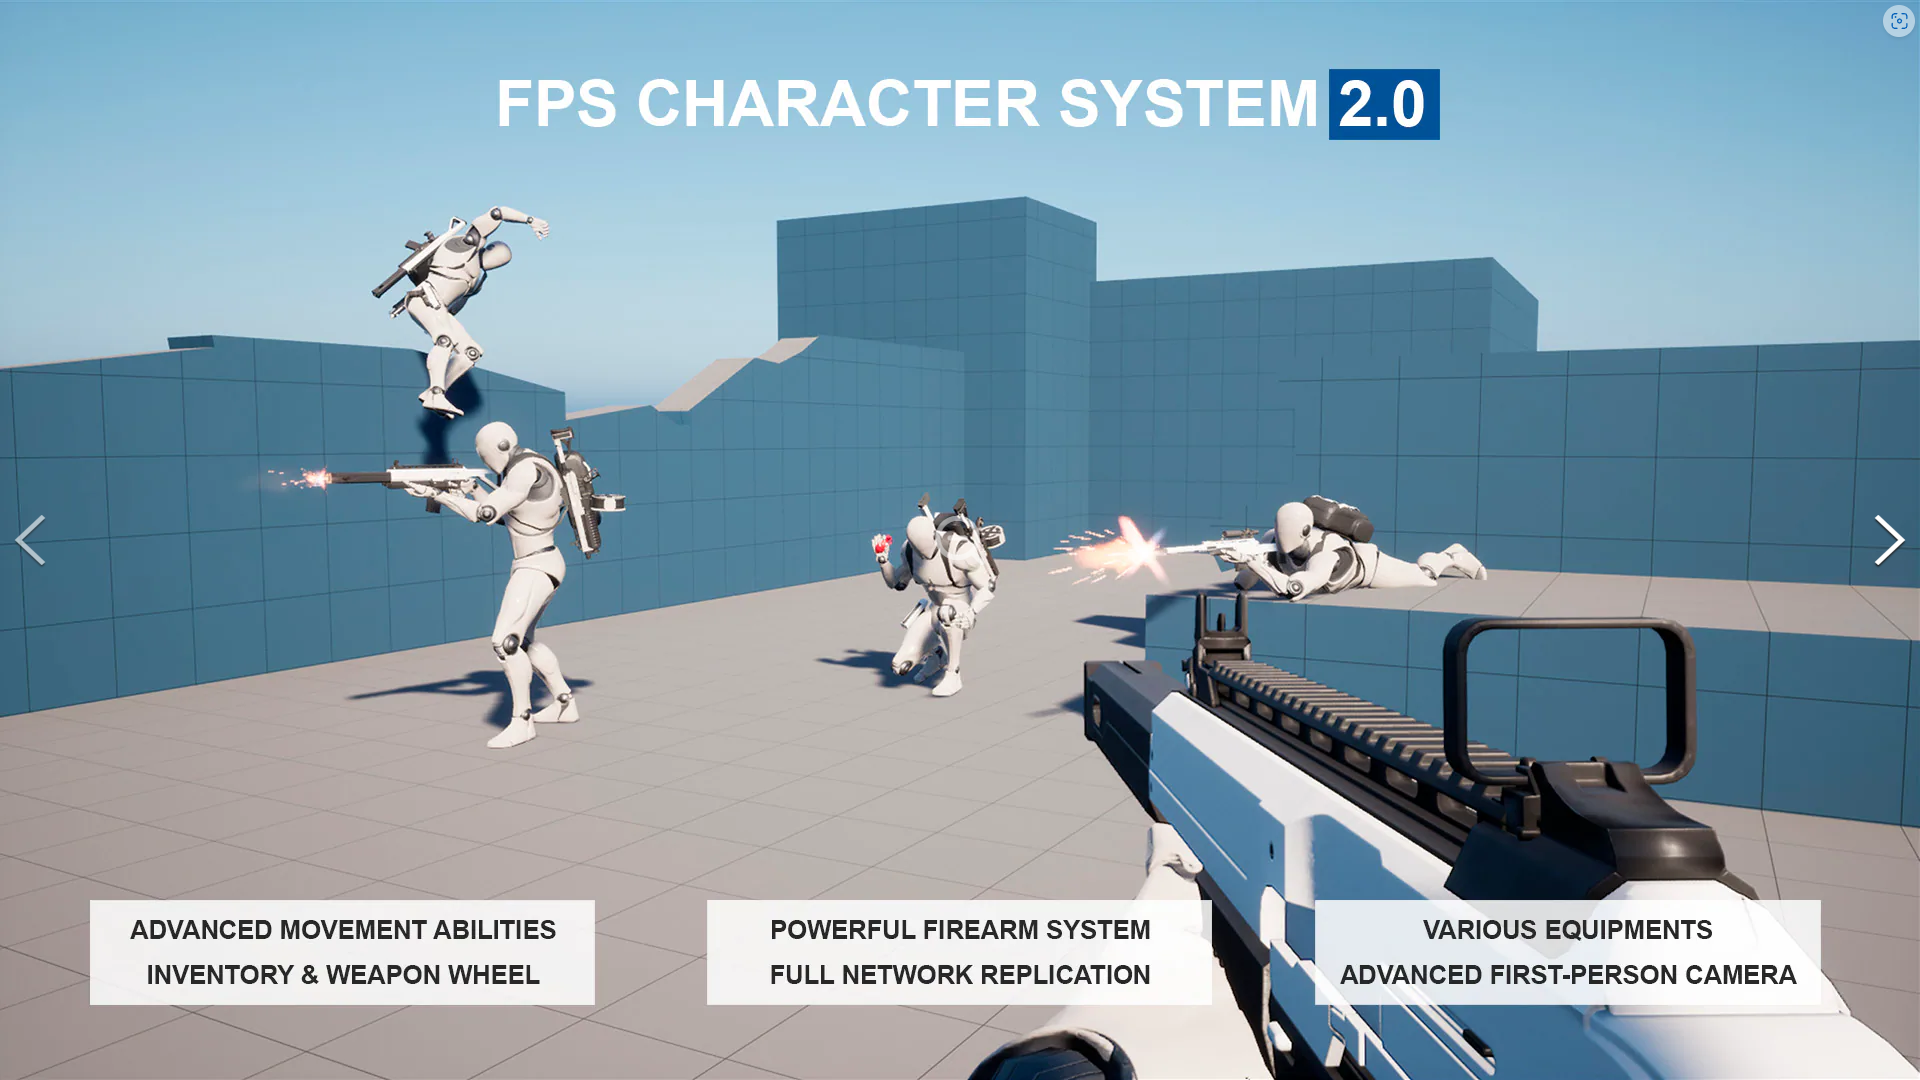 FPS CHARACTER SYSTEM 2.0
ADVANCED MOVEMENT ABILITIES
INVENTORY & WEAPON WHEEL
POWERFUL FIREARM SYSTEM
FULL NETWORK REPLICATION
VARIOUS EQUIPMENTS
ADVANCED FIRST-PERSON CAMERA